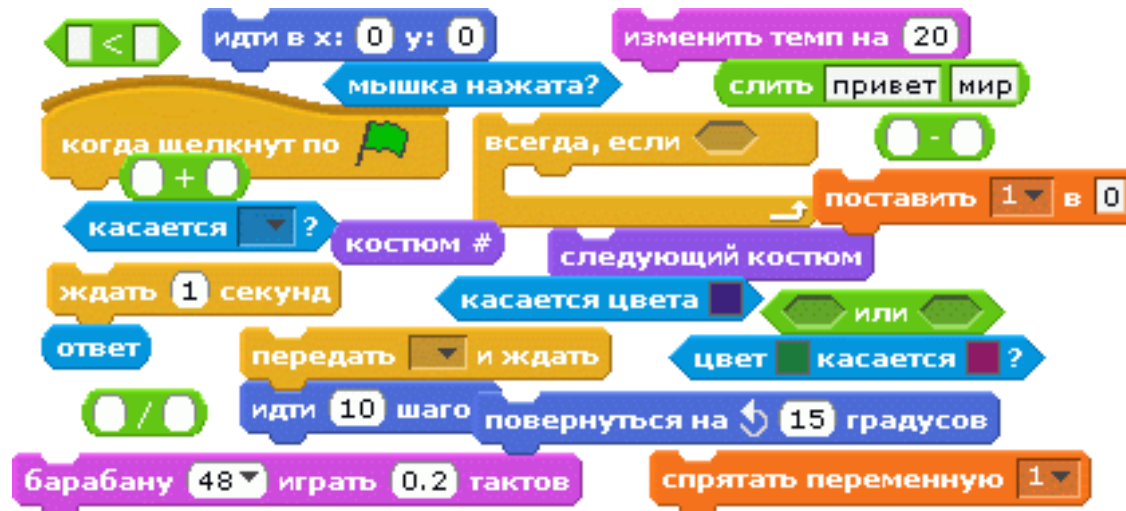 <
идти в x: 0 y: 0
изменить темп на 20
мышка нажата?
слить привет мир
когда щелкнут по
всегда, если
-
+
поставить 1 в 0
касается ?
костюм #
следующий костюм
ждать 1 секунд
касается цвета
или
ответ
передать и ждать
цвет касается ?
/
идти 10 шаго
повернуться на 15 градусов
барабану 48 играть 0.2 тактов
спрятать переменную 1